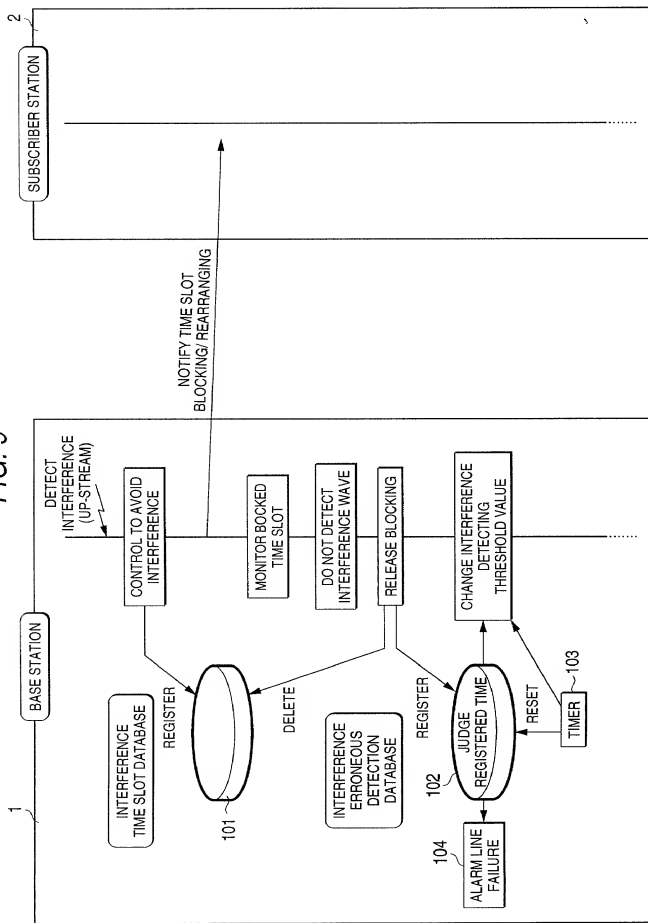 FIG. 9
1
BASE STATION
2
SUBSCRIBER STATION
DETECT
INTERFERENCE
(UP-STREAM)
CONTROL TO AVOID
INTERFERENCE
INTERFERENCE
TIME SLOT DATABASE
REGISTER
101
NOTIFY TIME SLOT
BLOCKING/ REARRANGING
MONITOR BOCKED
TIME SLOT
DO NOT DETECT
INTERFERENCE WAVE
RELEASE BLOCKING
DELETE
INTERFERENCE
ERRONEOUS
DETECTION
DATABASE
REGISTER
102
JUDGE
REGISTERED TIME
CHANGE INTERFERENCE
DETECTING
THRESHOLD VALUE
RESET
103
TIMER
104
ALARM LINE
FAILURE